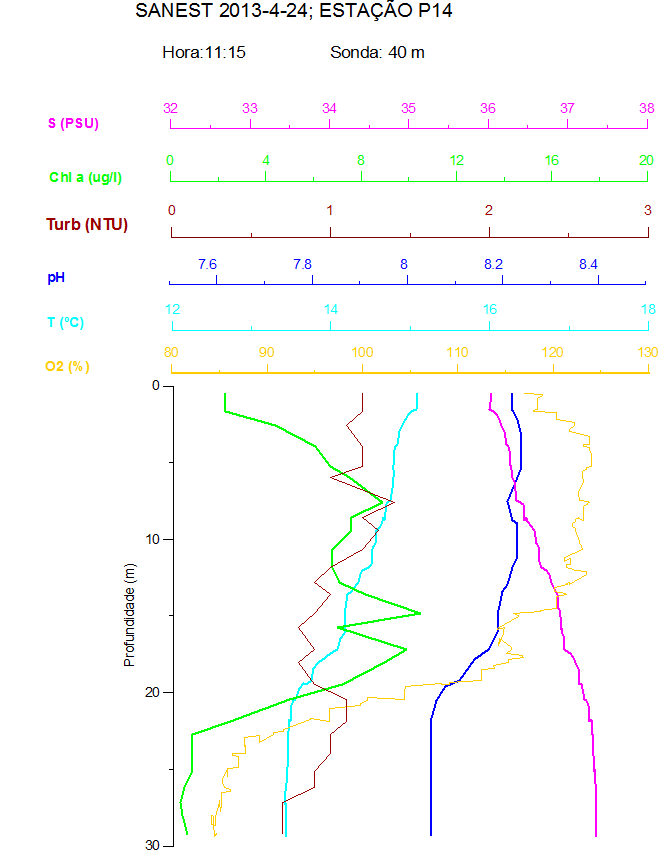 SANEST 2013-4-24; ESTAÇÃO P14
Hora:11:15 Sonda: 40 m
32 33 34 35 36 37 38
S (PSU)
0 4 8 12 16 20
Chl a (ug/l)
0 1 2 3
Turb (NTU)
7.6 7.8 8 8.2 8.4
pH
12 14 16 18
T (ºC)
80 90 100 110 120 130
O2 (%)
0
10
Profundidade (m)
20
30